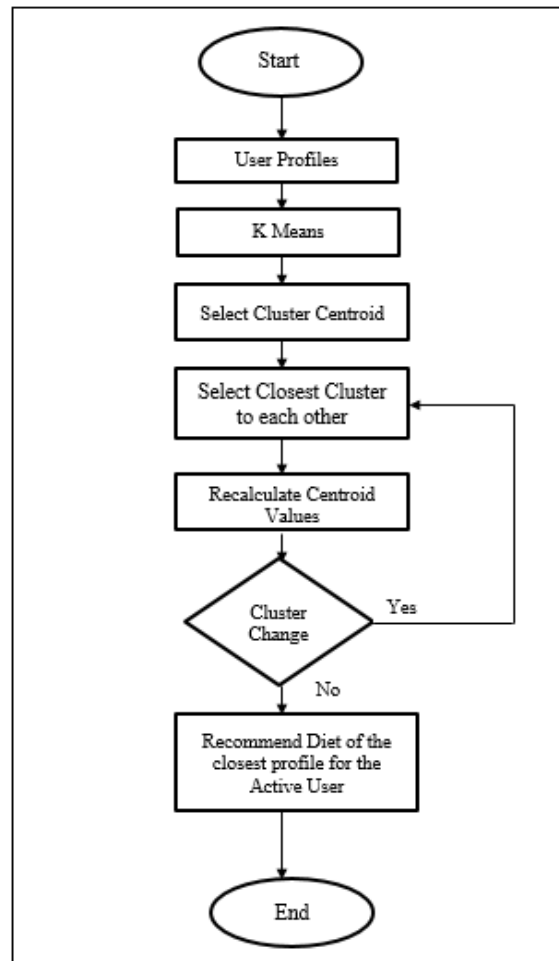 Start
User Profiles
K Means
Select Cluster Centroid
Select Closest Cluster
to each other
Recalculate Centroid
Values
Cluster
Change
Yes
No
Recommend Diet of the
closest profile for the
Active User
End